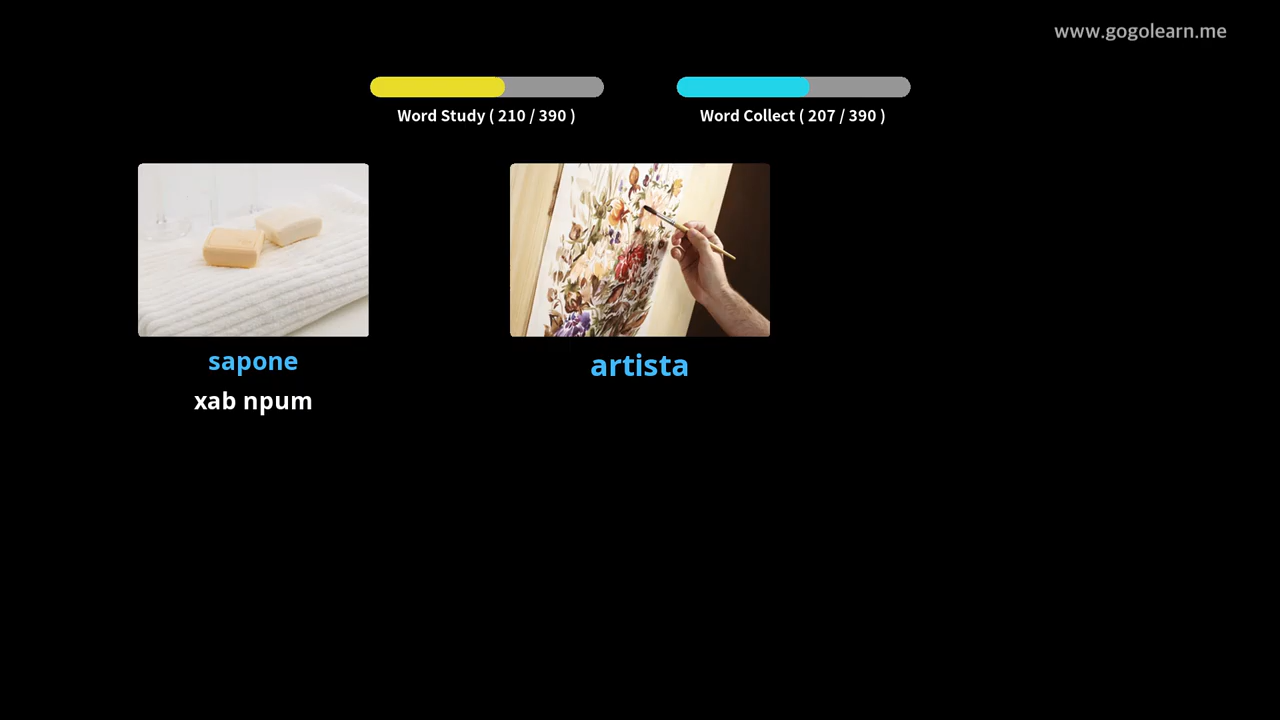 www.gogolearn.me
Word Study ( 210 / 390 )
Word Collect ( 207 / 390 )
sapone
xab npum
artista